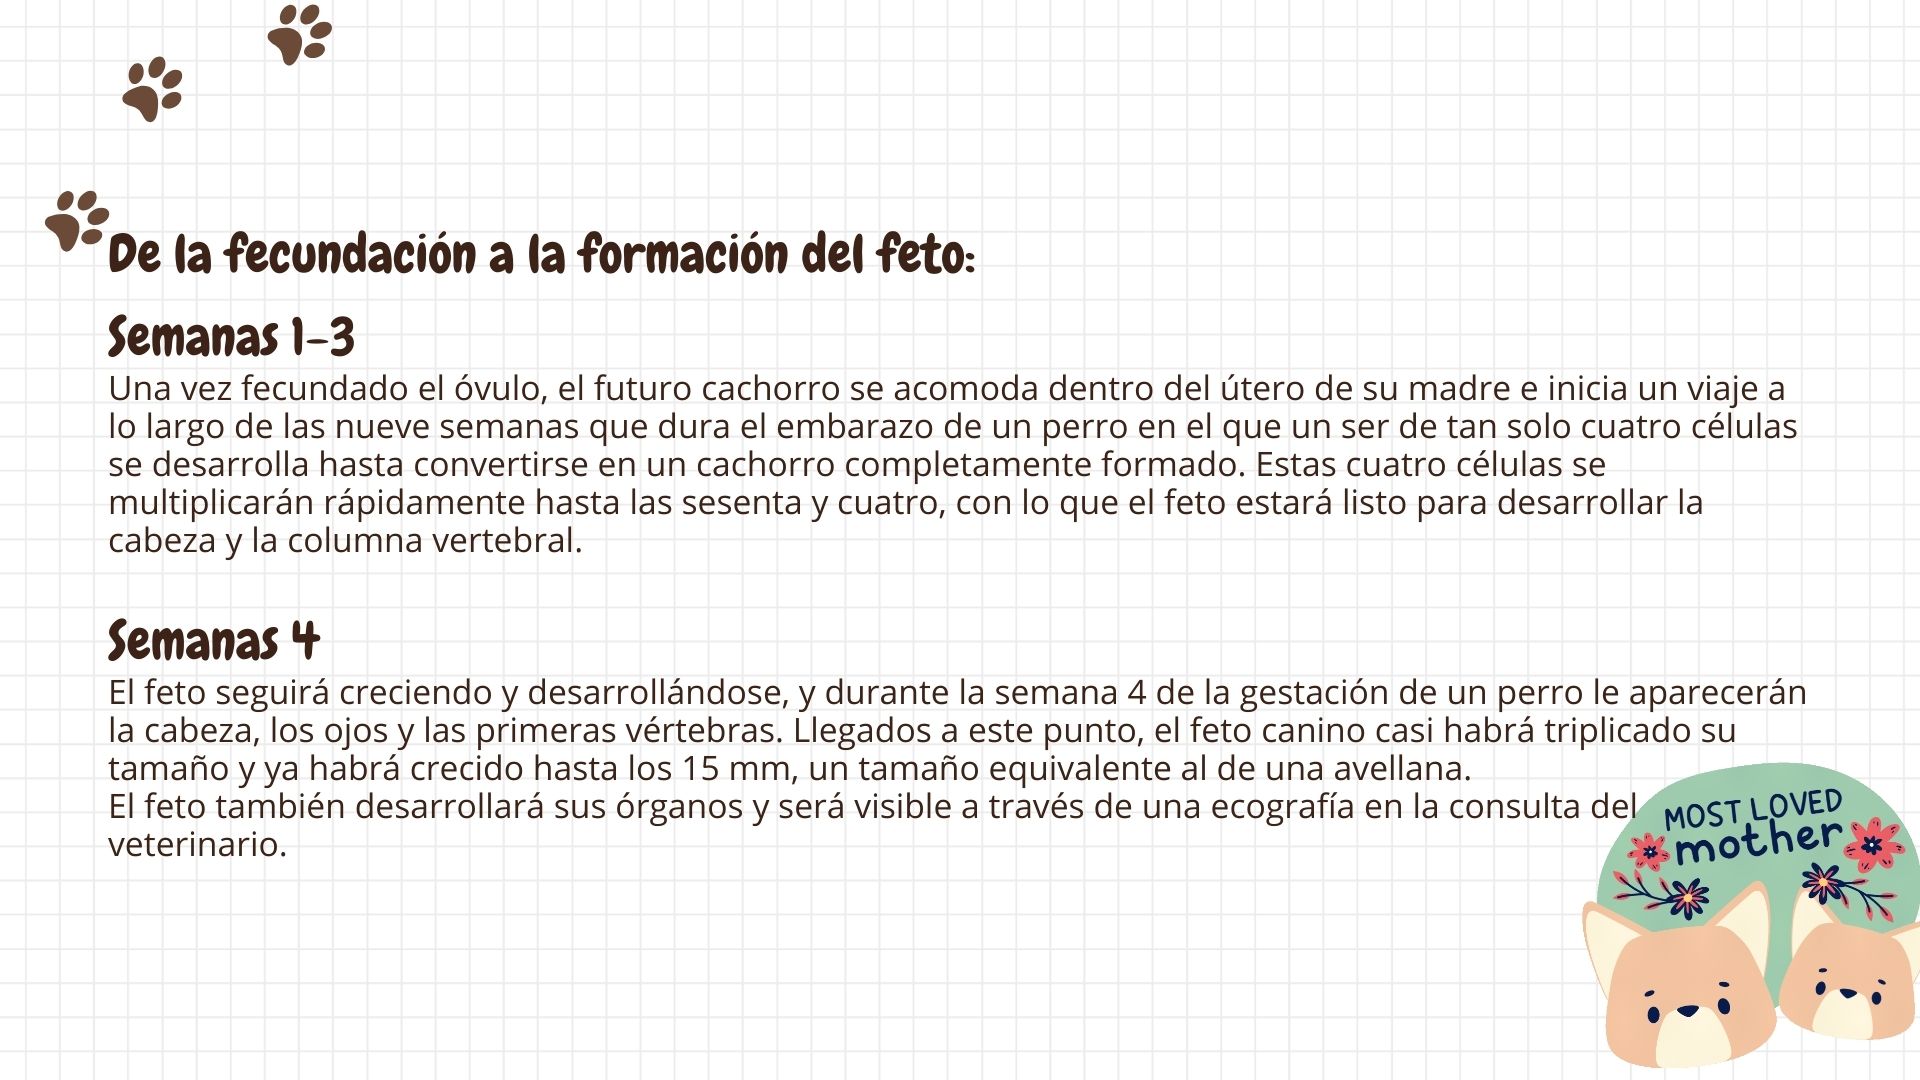 De la fecundación a la formación del feto:
Semanas 1-3
Una vez fecundado el óvulo, el futuro cachorro se acomoda dentro del útero de su madre e inicia un viaje a
lo largo de las nueve semanas que dura el embarazo de un perro en el que un ser de tan solo cuatro células
se desarrolla hasta convertirse en un cachorro completamente formado. Estas cuatro células se
multiplicarán rápidamente hasta las sesenta y cuatro, con lo que el feto estará listo para desarrollar la
cabeza y la columna vertebral.
Semanas 4
El feto seguirá creciendo y desarrollándose, y durante la semana 4 de la gestación de un perro le aparecerán
la cabeza, los ojos y las primeras vértebras. Llegados a este punto, el feto canino casi habrá triplicado su
tamaño y ya habrá crecido hasta los 15 mm, un tamaño equivalente al de una avellana.
El feto también desarrollará sus órganos y será visible a través de una ecografía en la consulta del
veterinario.
MOST LOVED
mother